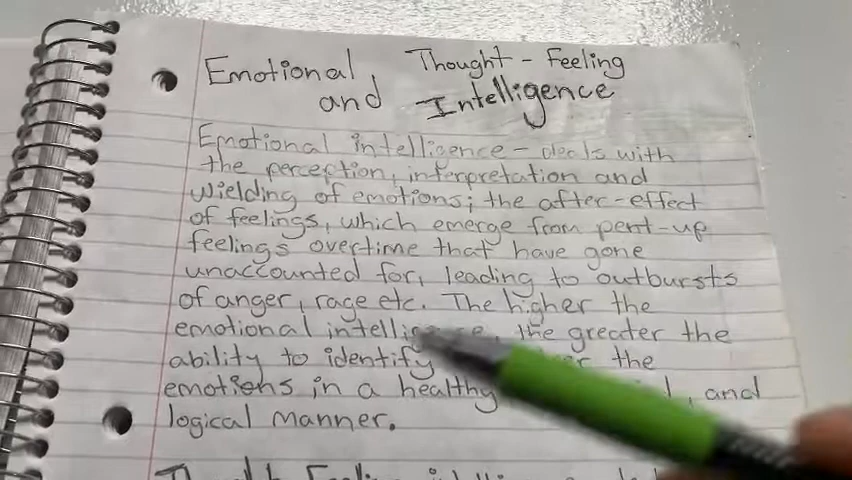 Emotional Thought - Feeling
and Intelligence
Emotional intelligence - deals with
the perception, interpretation and
wielding of emotions; the after-effect
of feelings, which emerge from pent-up
feelings overtime that have gone
unaccounted for, leading to outbursts
of anger, rage etc. The higher the
emotional intelligence, the greater the
ability to identify the
emotions in a healthy , and
logical manner.